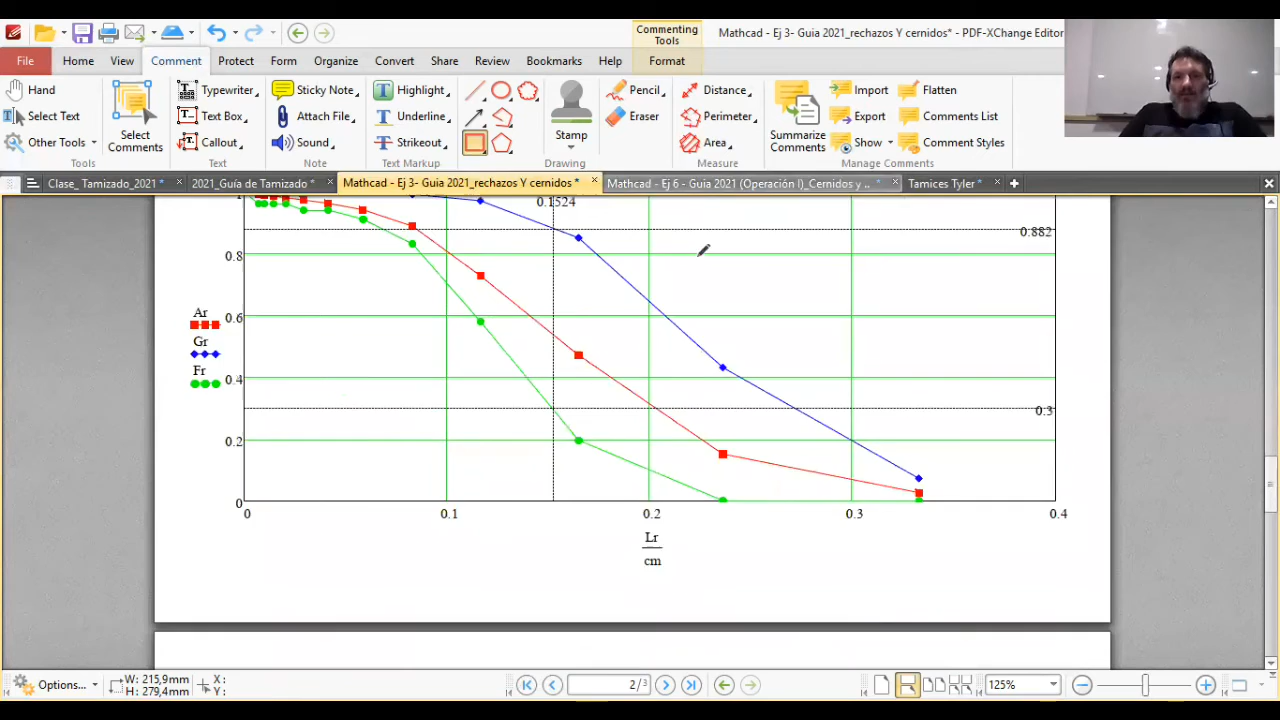 Commenting Tools
Mathcad - Ej 3- Guia 2021_rechazos Y cernidos* - PDF-XChange Editor
File Home View Comment Protect Form Organize Convert Share Review Bookmarks Help Format
Hand
Select Text
Other Tools
Tools
Select Comments
Typewriter
Text Box
Callout
Text
Sticky Note
Attach File
Sound
Note
Highlight
Underline
Strikeout
Text Markup
Drawing
Stamp
Pencil
Eraser
Distance
Perimeter
Area
Measure
Summarize Comments
Import
Export
Show
Flatten
Comments List
Comment Styles
Manage Comments
Clase_ Tamizado_2021 *
2021_Guía de Tamizado *
Mathcad - Ej 3- Guia 2021_rechazos Y cernidos *
Mathcad - Ej 6 - Guia 2021 (Operación I)_Cernidos y .. *
Tamices Tyler *
1
0.1524
0.882
0.8
0.6
0.4
0.3
0.2
0
Ar
Gr
Fr
0 0.1 0.2 0.3 0.4
Lr
cm
Options...
W: 215,9mm
H: 279,4mm
X:
Y:
2/3
125%